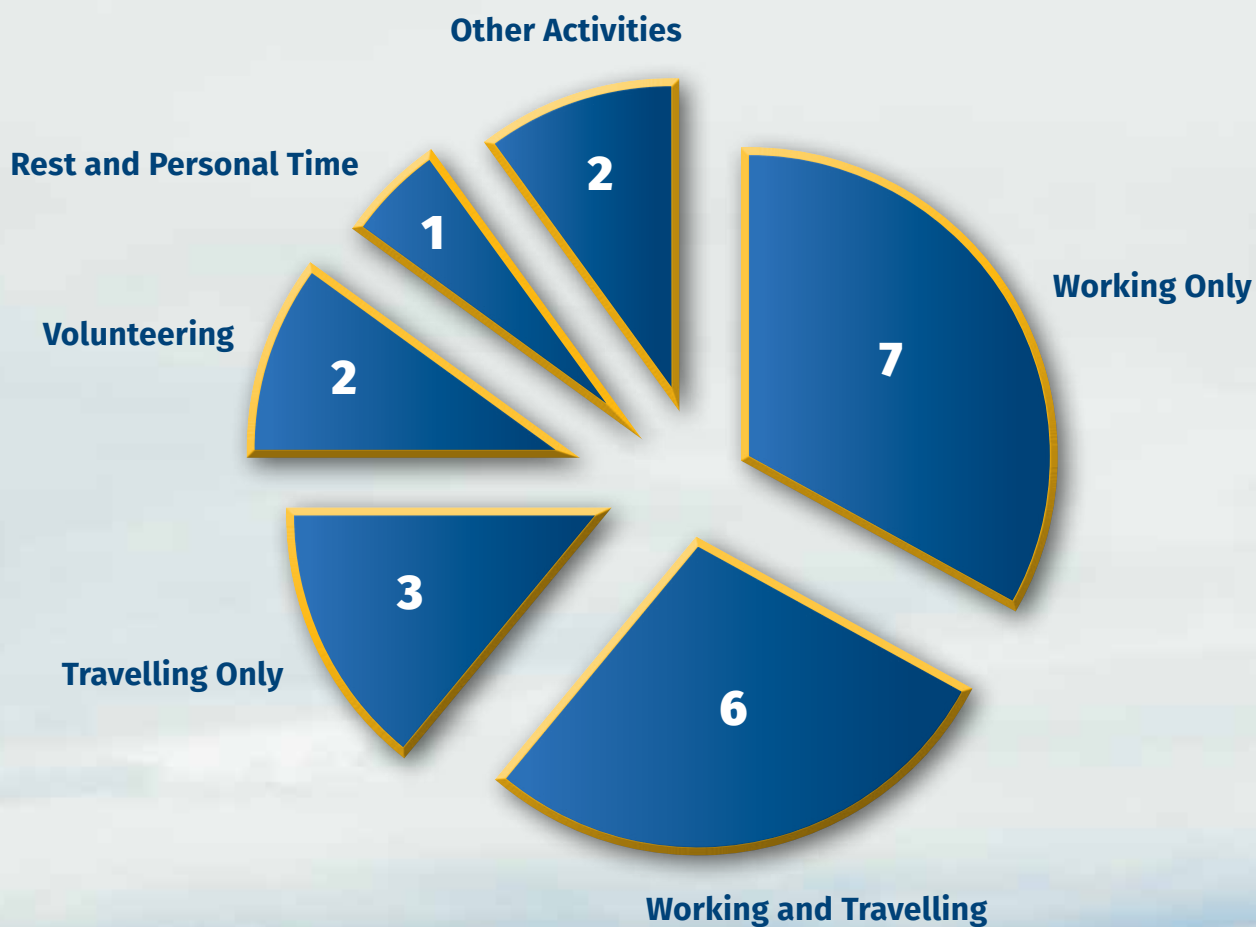 Other Activities
2
Rest and Personal Time
1
Working Only
7
Volunteering
2
3
Travelling Only
6
Working and Travelling